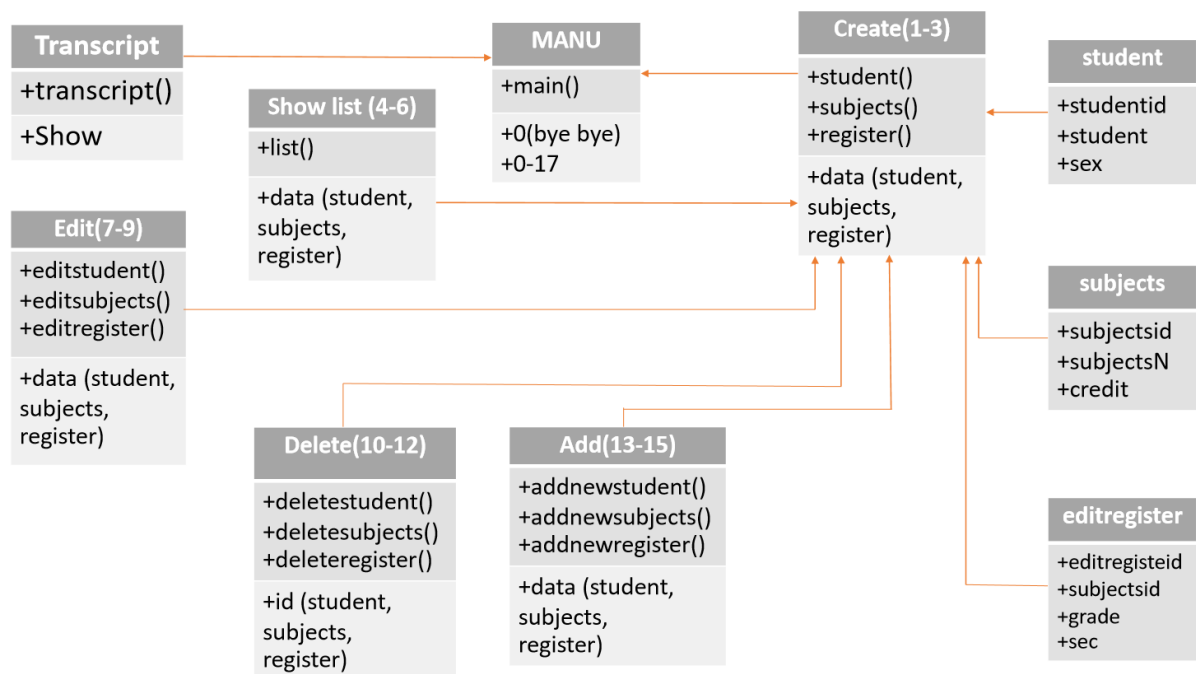 Transcript
+transcript()
+Show
MANU
+main()
+0(bye bye)
+0-17
Create(1-3)
+student()
+subjects()
+register()
+data (student,
subjects,
register)
student
+studentid
+student
+sex
Show list (4-6)
+list()
+data (student,
subjects,
register)
Edit(7-9)
+editstudent()
+editsubjects()
+editregister()
+data (student,
subjects,
register)
subjects
+subjectsid
+subjectsN
+credit
Delete(10-12)
+deletestudent()
+deletesubjects()
+deleteregister()
+id (student,
subjects,
register)
Add(13-15)
+addnewstudent()
+addnewsubjects()
+addnewregister()
+data (student,
subjects,
register)
editregister
+editregisteid
+subjectsid
+grade
+sec